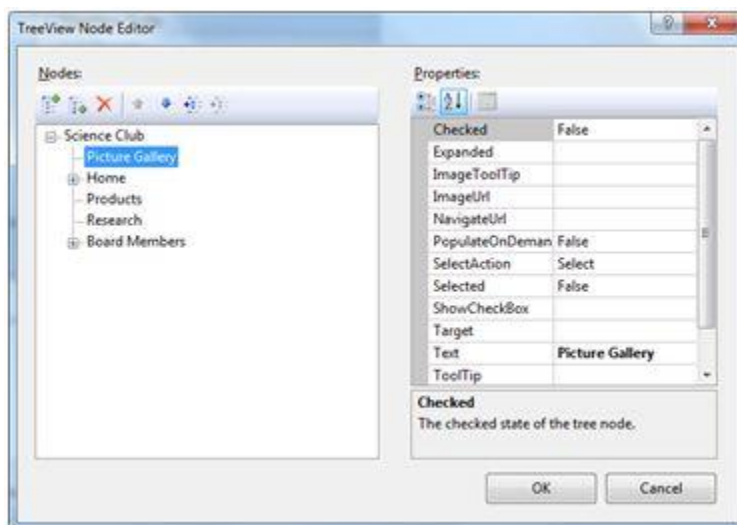 TreeView Node Editor
Nodes:
Properties:
Science Club
Picture Gallery
Home
Products
Research
Board Members
Checked False
Expanded
ImageToolTip
ImageUrl
NavigateUrl
PopulateOnDeman False
SelectAction Select
Selected False
ShowCheckBox
Target
Text Picture Gallery
ToolTip
Checked
The checked state of the tree node.
OK
Cancel